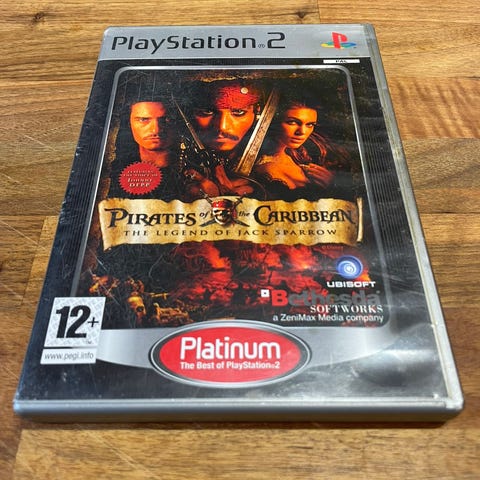 PlayStation®2
PAL
FEATURING
THE VOICE OF
JOHNNY
DEPP
PIRATES of the CARIBBEAN
THE LEGEND OF JACK SPARROW
© Disney
UBISOFT
Bethesda
SOFTWORKS
a ZeniMax Media company
12+
www.pegi.info
Platinum
The Best of PlayStation®2